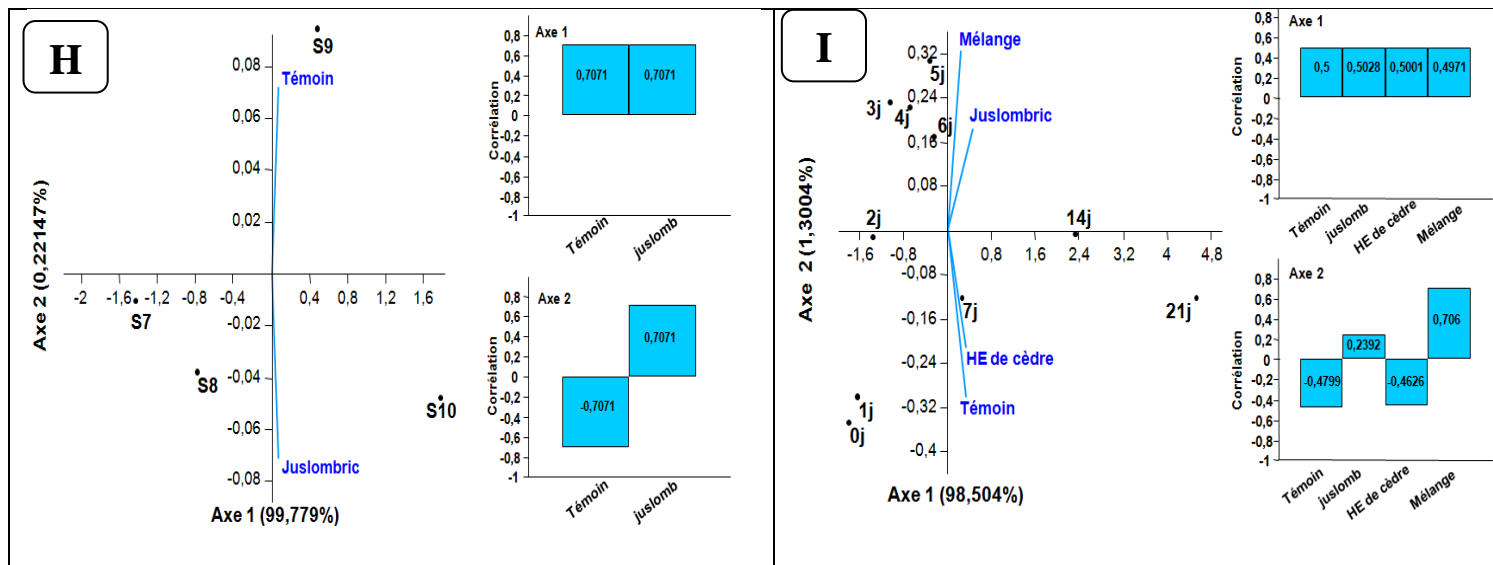 H
S9
0,08
Témoin
0,06
0,04
0,02
-2 -1,6 -1,2 -0,8 -0,4 0,4 0,8 1,2 1,6
S7
-0,02
S8
-0,04
S10
-0,06
Juslombric
-0,08
Axe 2 (0,22147%)
Axe 1 (99,779%)
Axe 1
0,8
0,6
0,4
0,2
0
-0,2
-0,4
-0,6
-0,8
-1
Corrélation
0,7071 0,7071
Témoin juslomb
Axe 2
0,8
0,6
0,4
0,2
0
-0,2
-0,4
-0,6
-0,8
-1
Corrélation
-0,7071 0,7071
Témoin juslomb
I
Mélange
0,32
5j
0,24
3j 4j
Juslombric
6j
0,16
0,08
2j 14j
-1,6 -0,8 0,8 1,6 2,4 3,2 4 4,8
-0,08
7j 21j
-0,16
-0,24
HE de cèdre
-0,32
Témoin
1j
0j
-0,4
Axe 2 (1,3004%)
Axe 1 (98,504%)
Axe 1
0,8
0,6
0,4
0,2
0
-0,2
-0,4
-0,6
-0,8
-1
Corrélation
0,5 0,5028 0,5001 0,4971
Témoin juslomb HE de cèdre Mélange
Axe 2
0,8
0,6
0,4
0,2
0
-0,2
-0,4
-0,6
-0,8
-1
Corrélation
-0,4799 0,2392 -0,4626 0,706
Témoin juslomb HE de cèdre Mélange